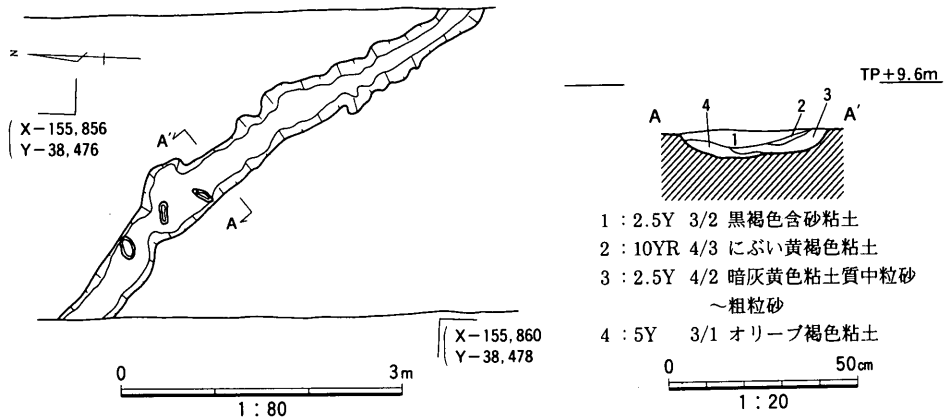 Z
X－155,856
Y－38,476
A'
A
X－155,860
Y－38,478
0 3m
1：80
TP＋9.6m
A 4 1 2 3 A'
1：2.5Y 3/2 黒褐色含砂粘土
2：10YR 4/3 にぶい黄褐色粘土
3：2.5Y 4/2 暗灰黄色粘土質中粒砂
～粗粒砂
4：5Y 3/1 オリーブ褐色粘土
0 50cm
1：20